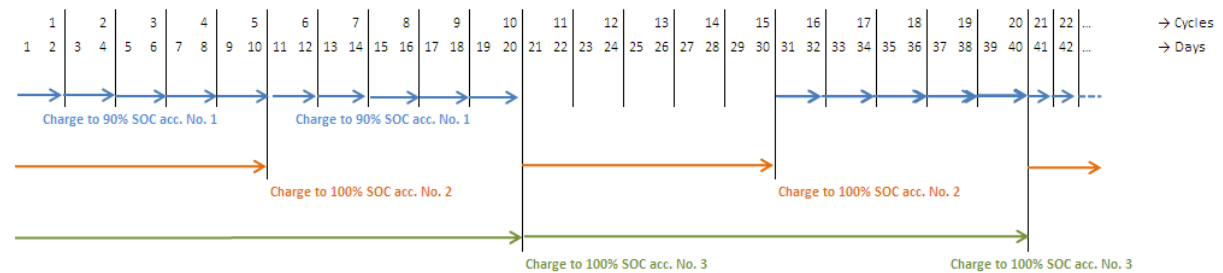 1 2 3 4 5 6 7 8 9 10 11 12 13 14 15 16 17 18 19 20 21 22 ... → Cycles
1 2 3 4 5 6 7 8 9 10 11 12 13 14 15 16 17 18 19 20 21 22 23 24 25 26 27 28 29 30 31 32 33 34 35 36 37 38 39 40 41 42 ... → Days
Charge to 90% SOC acc. No. 1 Charge to 90% SOC acc. No. 1
Charge to 100% SOC acc. No. 2 Charge to 100% SOC acc. No. 2
Charge to 100% SOC acc. No. 3 Charge to 100% SOC acc. No. 3